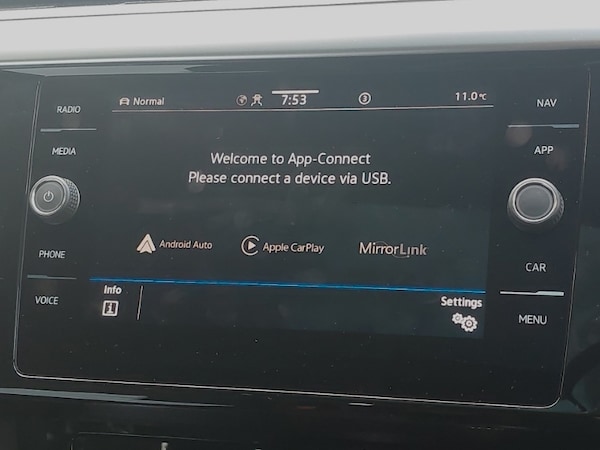 RADIO
MEDIA
PHONE
VOICE
Normal
7:53
3
11.0°C
Welcome to App-Connect
Please connect a device via USB.
Android Auto
Apple CarPlay
MirrorLink
Info
i
Settings
NAV
APP
CAR
MENU